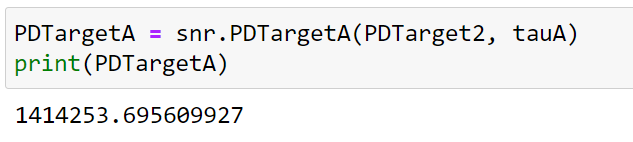 PDTargetA = snr.PDTargetA(PDTarget2, tauA)
print(PDTargetA)
1414253.695609927